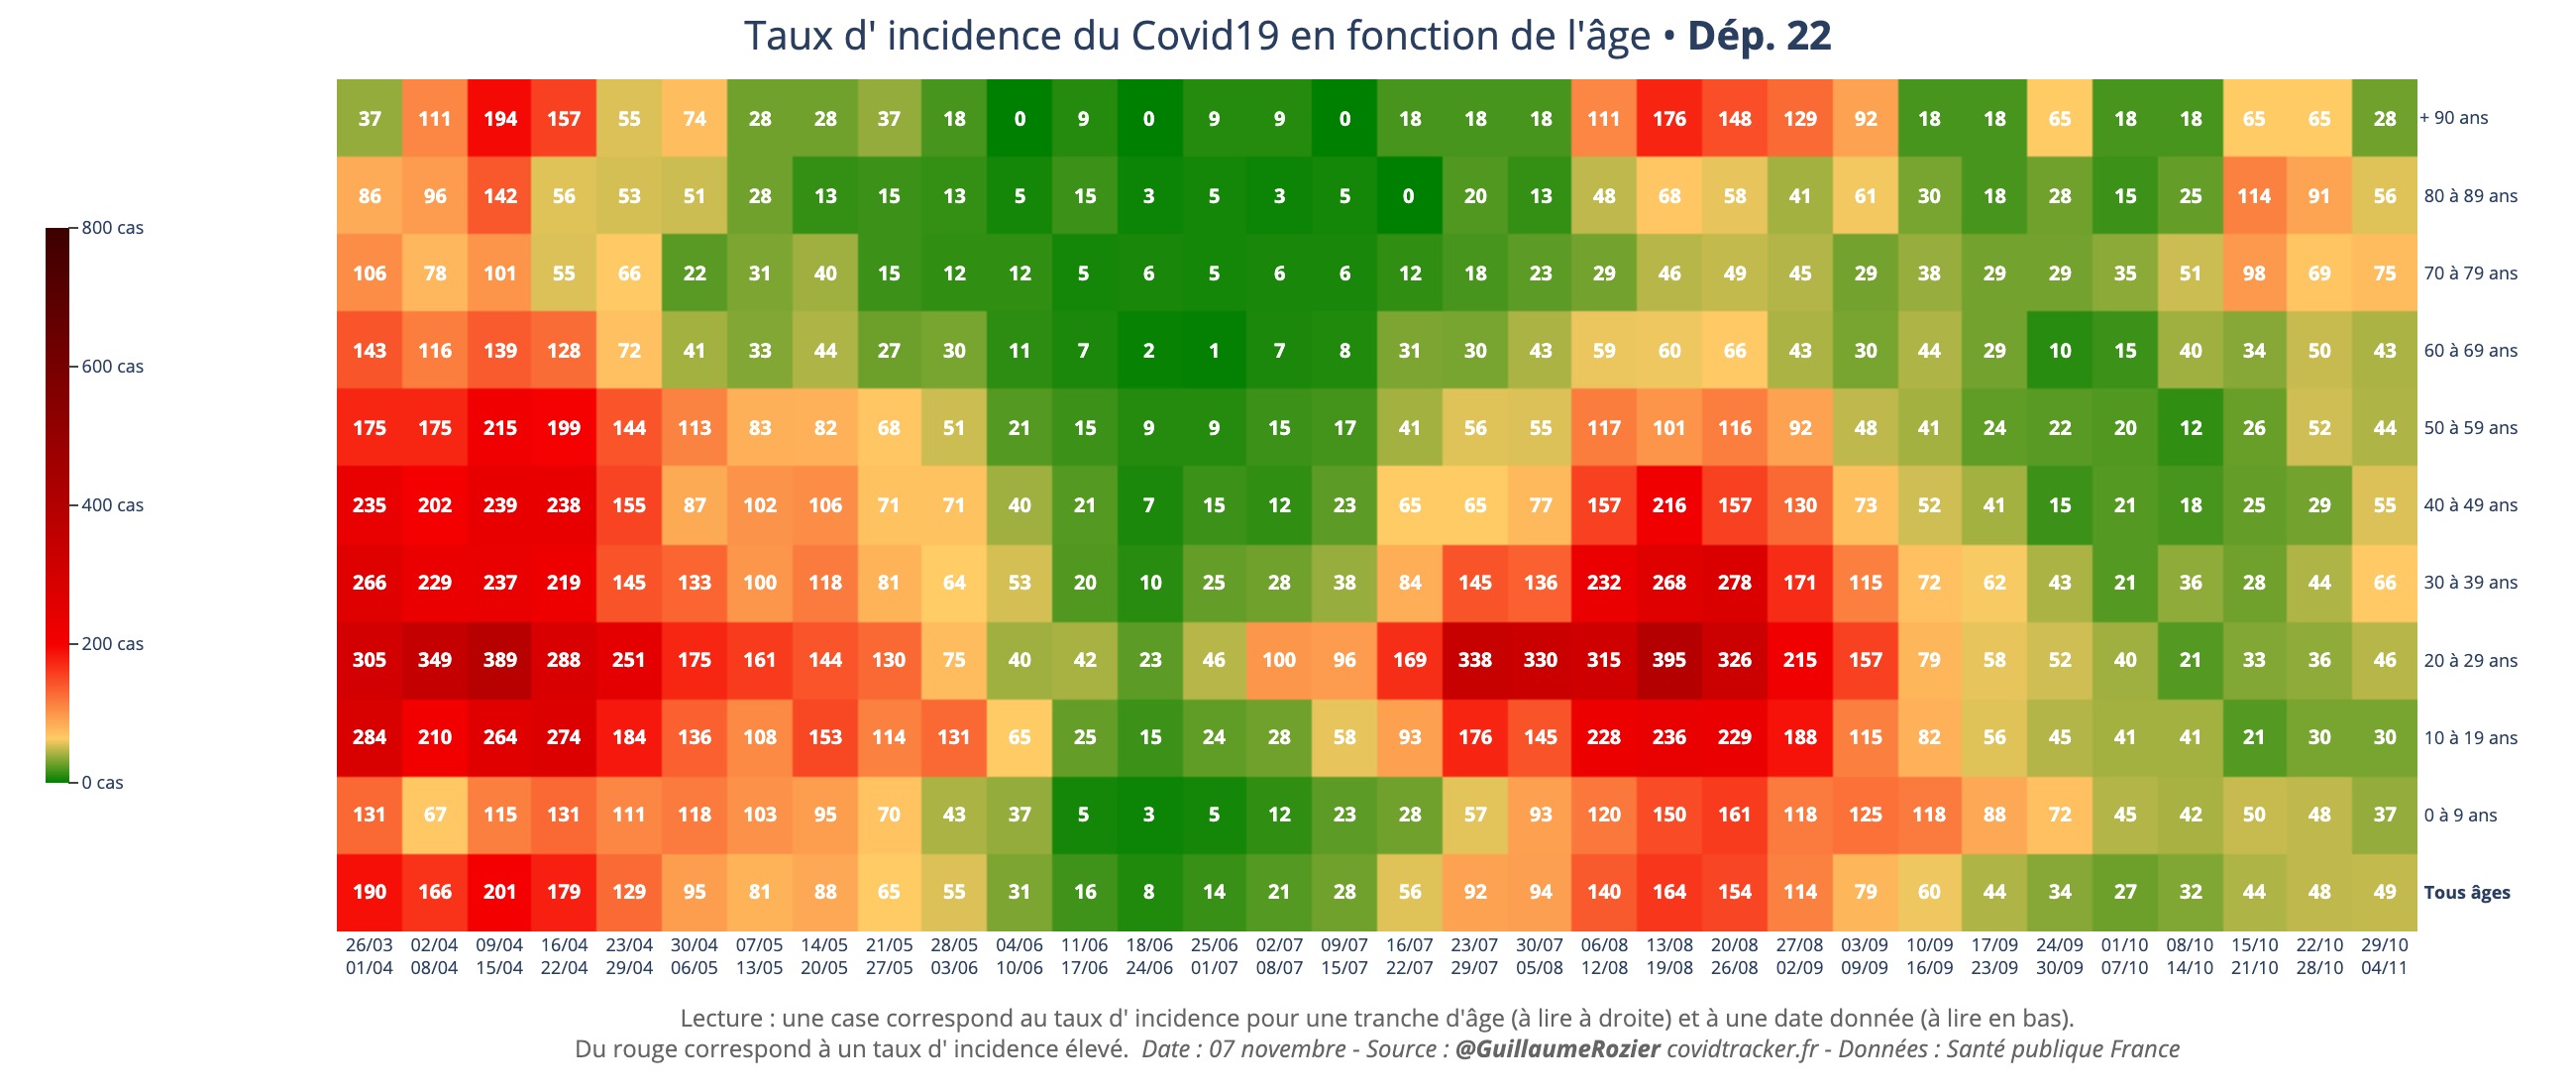 Taux d' incidence du Covid19 en fonction de l'âge • Dép. 22
800 cas
600 cas
400 cas
200 cas
0 cas
37 111 194 157 55 74 28 28 37 18 0 9 0 9 9 0 18 18 18 111 176 148 129 92 18 18 65 18 18 65 65 28 + 90 ans
86 96 142 56 53 51 28 13 15 13 5 15 3 5 3 5 0 20 13 48 68 58 41 61 30 18 28 15 25 114 91 56 80 à 89 ans
106 78 101 55 66 22 31 40 15 12 12 5 6 5 6 6 12 18 23 29 46 49 45 29 38 29 29 35 51 98 69 75 70 à 79 ans
143 116 139 128 72 41 33 44 27 30 11 7 2 1 7 8 31 30 43 59 60 66 43 30 44 29 10 15 40 34 50 43 60 à 69 ans
175 175 215 199 144 113 83 82 68 51 21 15 9 9 15 17 41 56 55 117 101 116 92 48 41 24 22 20 12 26 52 44 50 à 59 ans
235 202 239 238 155 87 102 106 71 71 40 21 7 15 12 23 65 65 77 157 216 157 130 73 52 41 15 21 18 25 29 55 40 à 49 ans
266 229 237 219 145 133 100 118 81 64 53 20 10 25 28 38 84 145 136 232 268 278 171 115 72 62 43 21 36 28 44 66 30 à 39 ans
305 349 389 288 251 175 161 144 130 75 40 42 23 46 100 96 169 338 330 315 395 326 215 157 79 58 52 40 21 33 36 46 20 à 29 ans
284 210 264 274 184 136 108 153 114 131 65 25 15 24 28 58 93 176 145 228 236 229 188 115 82 56 45 41 41 21 30 30 10 à 19 ans
131 67 115 131 111 118 103 95 70 43 37 5 3 5 12 23 28 57 93 120 150 161 118 125 118 88 72 45 42 50 48 37 0 à 9 ans
190 166 201 179 129 95 81 88 65 55 31 16 8 14 21 28 56 92 94 140 164 154 114 79 60 44 34 27 32 44 48 49 Tous âges
26/03 02/04 09/04 16/04 23/04 30/04 07/05 14/05 21/05 28/05 04/06 11/06 18/06 25/06 02/07 09/07 16/07 23/07 30/07 06/08 13/08 20/08 27/08 03/09 10/09 17/09 24/09 01/10 08/10 15/10 22/10 29/10
01/04 08/04 15/04 22/04 29/04 06/05 13/05 20/05 27/05 03/06 10/06 17/06 24/06 01/07 08/07 15/07 22/07 29/07 05/08 12/08 19/08 26/08 02/09 09/09 16/09 23/09 30/09 07/10 14/10 21/10 28/10 04/11
Lecture : une case correspond au taux d' incidence pour une tranche d'âge (à lire à droite) et à une date donnée (à lire en bas).
Du rouge correspond à un taux d' incidence élevé. Date : 07 novembre - Source : @GuillaumeRozier covidtracker.fr - Données : Santé publique France